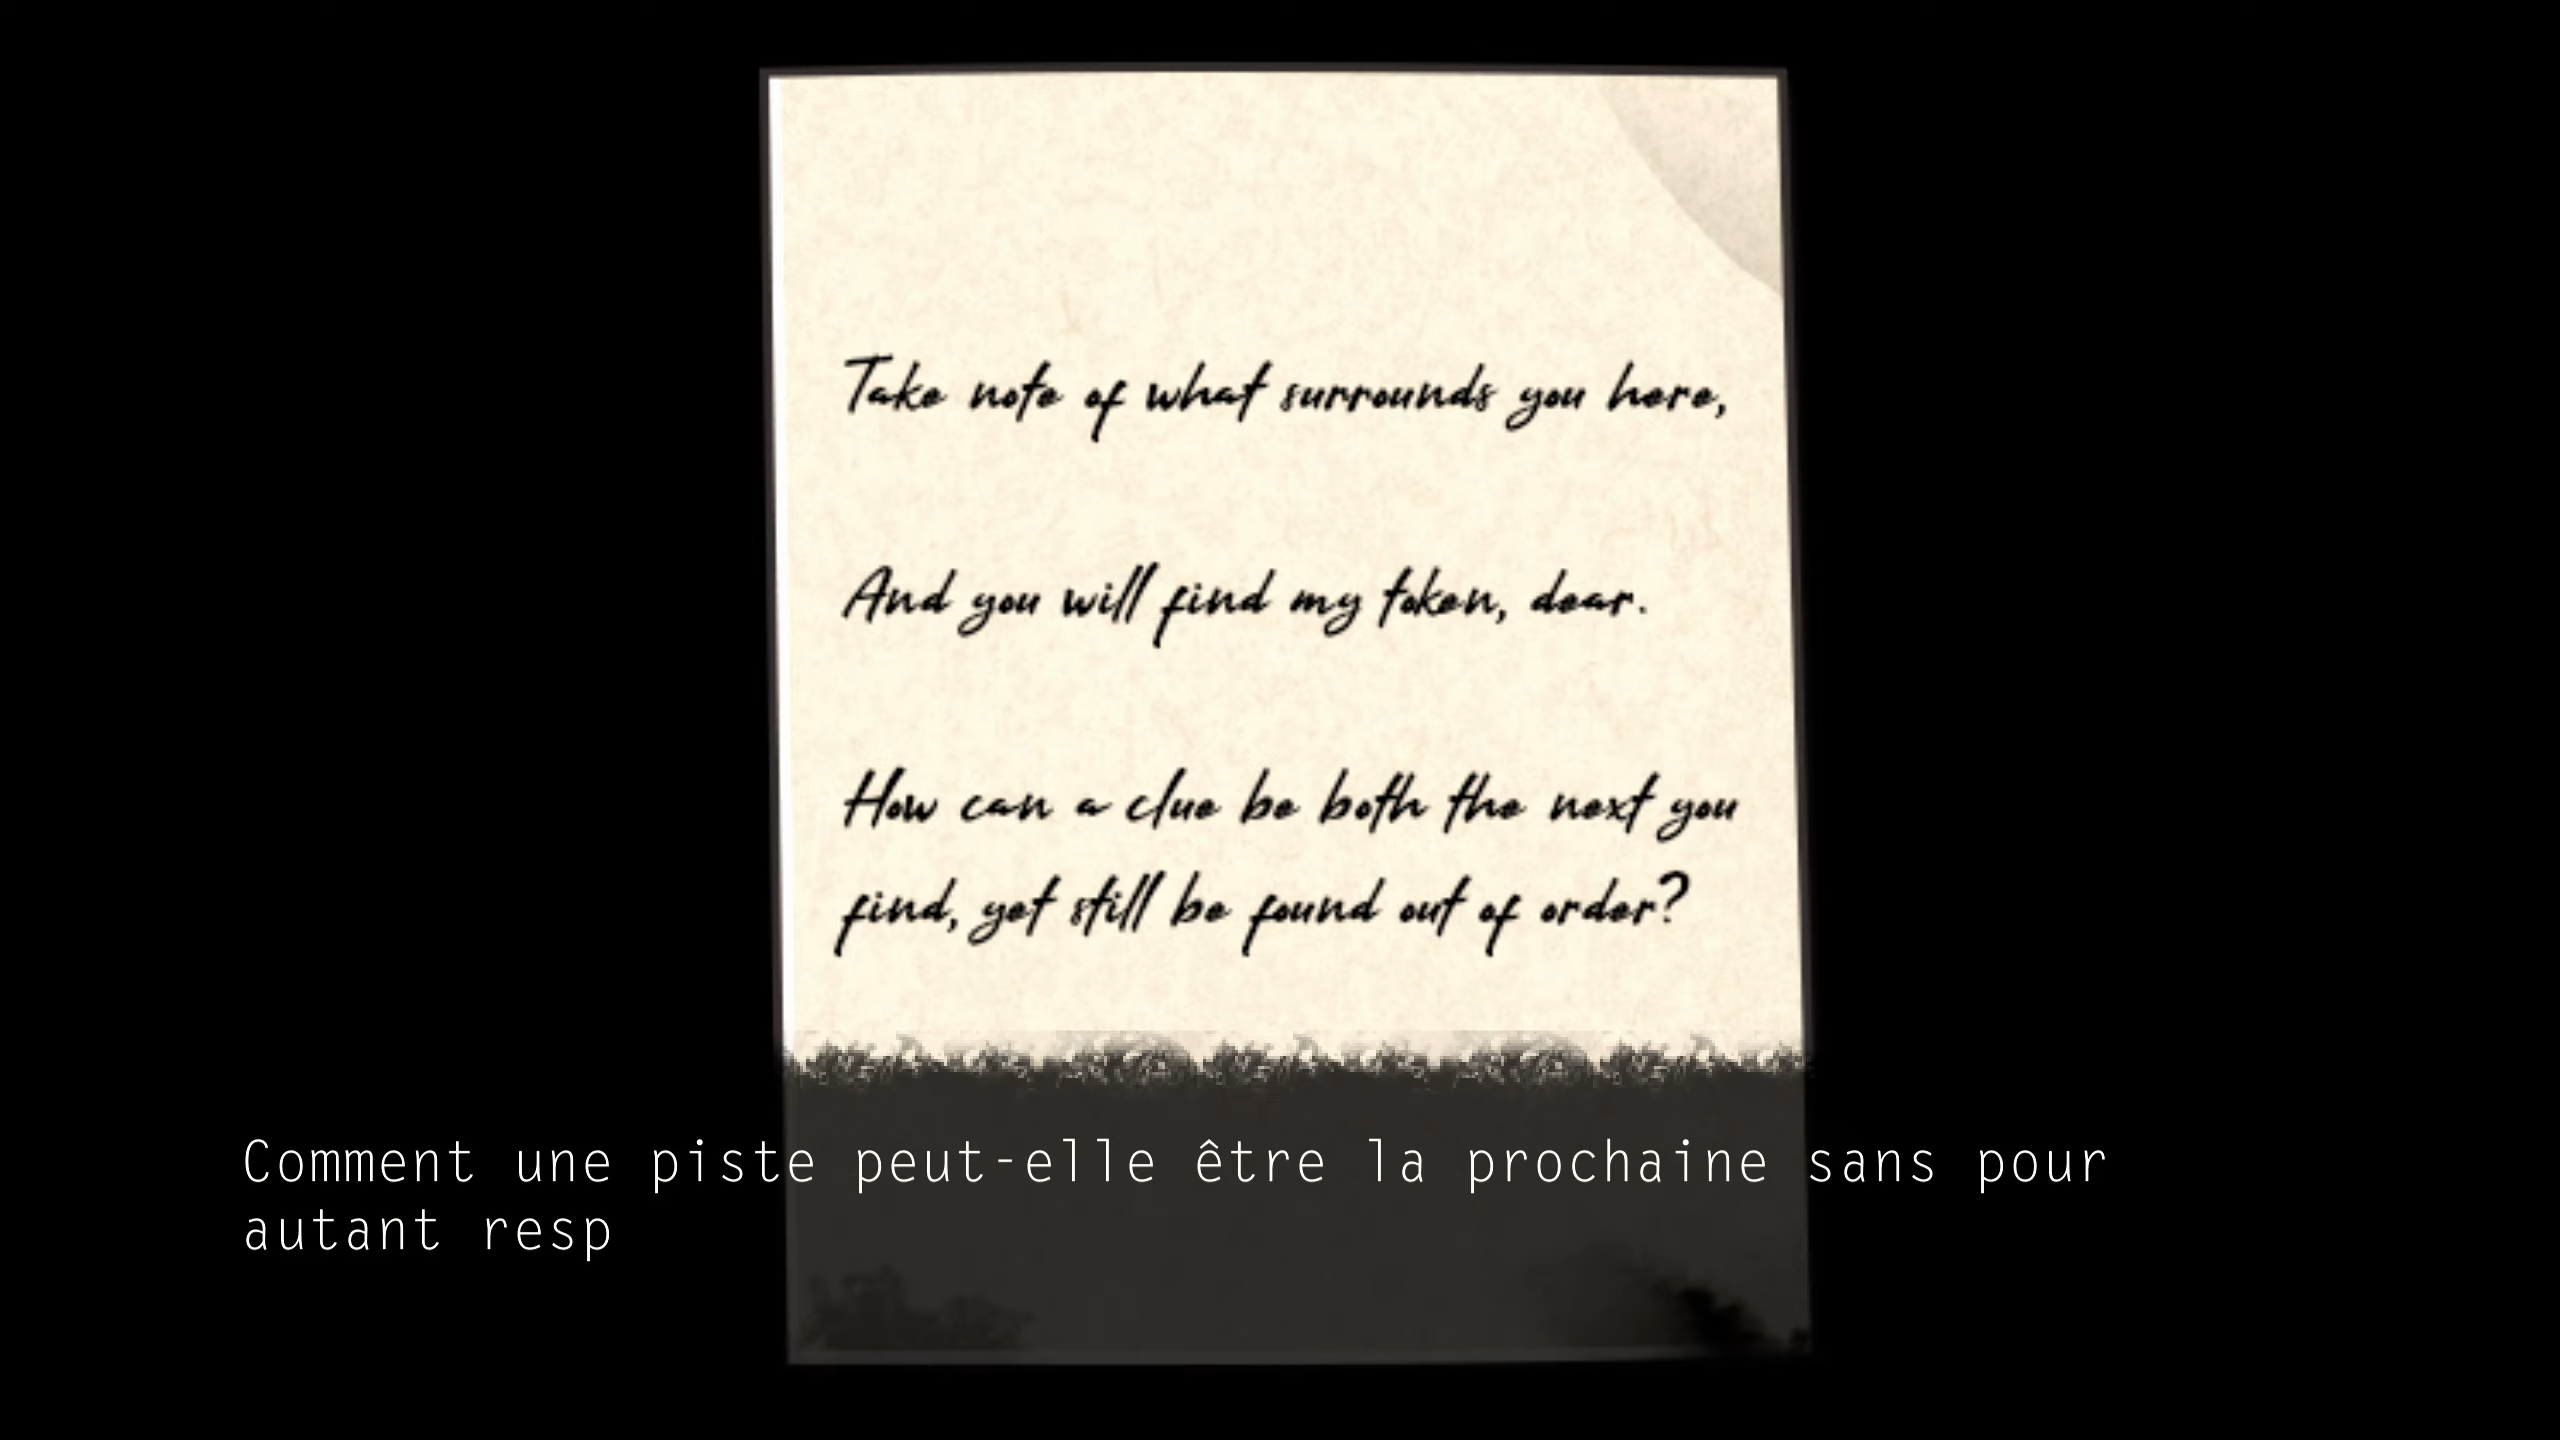 Take note of what surrounds you here,
And you will find my token, dear.
How can a clue be both the next you
find, yet still be found out of order?
Comment une piste peut-elle être la prochaine sans pour
autant resp